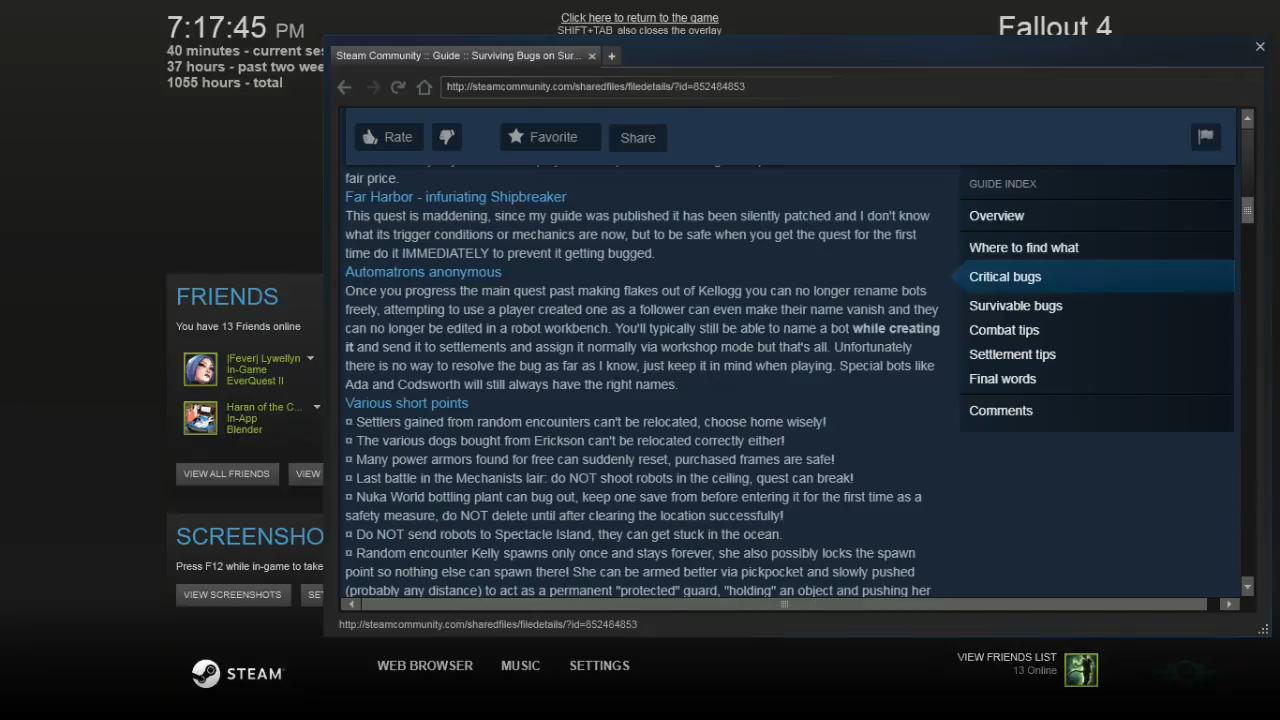 7:17:45 PM
40 minutes - current ses
37 hours - past two wee
1055 hours - total
Click here to return to the game
SHIFT+TAB also closes the overlay
Fallout 4
Steam Community :: Guide :: Surviving Bugs on Sur...
http://steamcommunity.com/sharedfiles/filedetails/?id=852484853
Rate
Favorite
Share
fair price.
Far Harbor - infuriating Shipbreaker
This quest is maddening, since my guide was published it has been silently patched and I don't know
what its trigger conditions or mechanics are now, but to be safe when you get the quest for the first
time do it IMMEDIATELY to prevent it getting bugged.
Automatrons anonymous
Once you progress the main quest past making flakes out of Kellogg you can no longer rename bots
freely, attempting to use a player created one as a follower can even make their name vanish and they
can no longer be edited in a robot workbench. You'll typically still be able to name a bot while creating
it and send it to settlements and assign it normally via workshop mode but that's all. Unfortunately
there is no way to resolve the bug as far as I know, just keep it in mind when playing. Special bots like
Ada and Codsworth will still always have the right names.
Various short points
¤ Settlers gained from random encounters can't be relocated, choose home wisely!
¤ The various dogs bought from Erickson can't be relocated correctly either!
¤ Many power armors found for free can suddenly reset, purchased frames are safe!
¤ Last battle in the Mechanists lair: do NOT shoot robots in the ceiling, quest can break!
¤ Nuka World bottling plant can bug out, keep one save from before entering it for the first time as a
safety measure, do NOT delete until after clearing the location successfully!
¤ Do NOT send robots to Spectacle Island, they can get stuck in the ocean.
¤ Random encounter Kelly spawns only once and stays forever, she also possibly locks the spawn
point so nothing else can spawn there! She can be armed better via pickpocket and slowly pushed
(probably any distance) to act as a permanent "protected" guard, "holding" an object and pushing her
GUIDE INDEX
Overview
Where to find what
Critical bugs
Survivable bugs
Combat tips
Settlement tips
Final words
Comments
FRIENDS
You have 13 Friends online
|Fever| Lywellyn
In-Game
EverQuest II
Haran of the C...
In-App
Blender
VIEW ALL FRIENDS
VIEW
SCREENSHO
Press F12 while in-game to take
VIEW SCREENSHOTS
SET
http://steamcommunity.com/sharedfiles/filedetails/?id=852484853
STEAM
WEB BROWSER
MUSIC
SETTINGS
VIEW FRIENDS LIST
13 Online